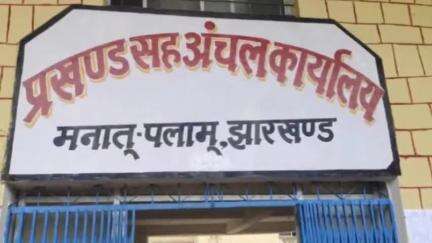 प्रखण्ड सह अंचल कार्यालय
मनातू-पलामू,झारखण्ड